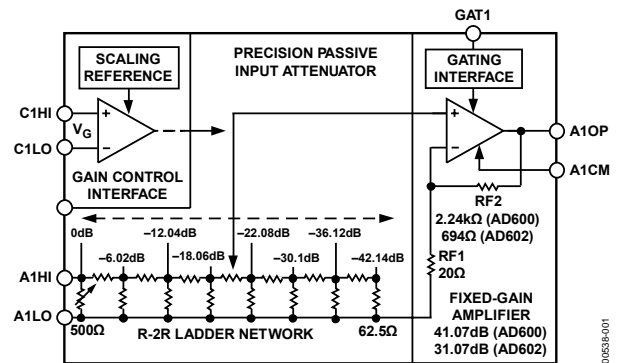 GAT1
SCALING
REFERENCE
PRECISION PASSIVE
INPUT ATTENUATOR
GATING
INTERFACE
C1HI
VG
C1LO
+
–
GAIN CONTROL
INTERFACE
+
–
A1OP
A1CM
RF2
2.24kΩ (AD600)
694Ω (AD602)
RF1
20Ω
0dB
–12.04dB
–22.08dB
–36.12dB
–6.02dB
–18.06dB
–30.1dB
–42.14dB
A1HI
A1LO
500Ω
R-2R LADDER NETWORK
62.5Ω
FIXED-GAIN
AMPLIFIER
41.07dB (AD600)
31.07dB (AD602)
00538-001